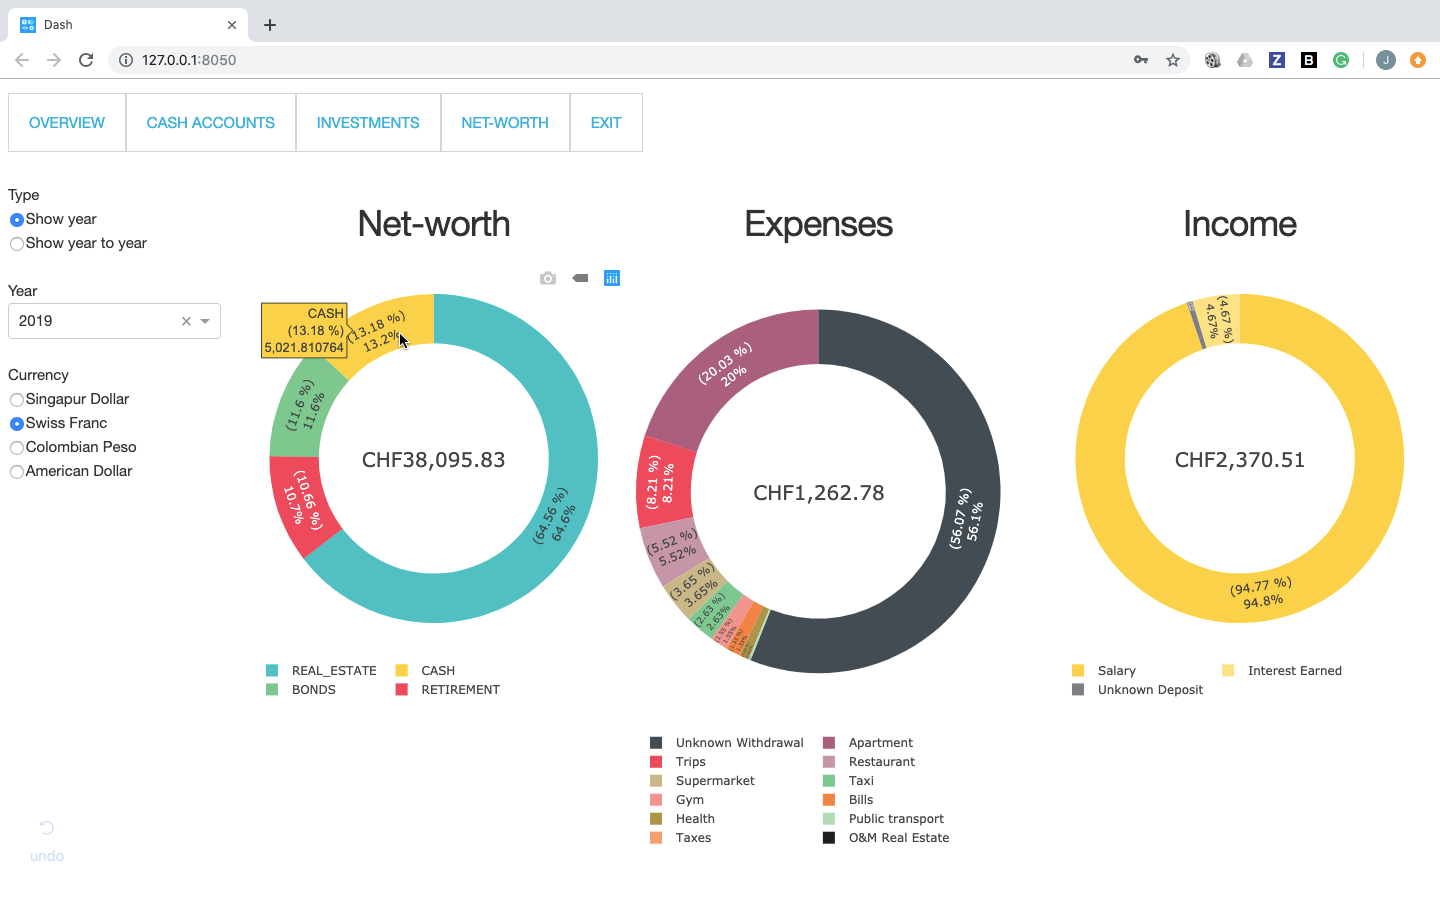 Dash
127.0.0.1:8050
Z
B
G
J
OVERVIEW
CASH ACCOUNTS
INVESTMENTS
NET-WORTH
EXIT
Type
Show year
Show year to year
Year
2019
Currency
Singapur Dollar
Swiss Franc
Colombian Peso
American Dollar
undo
Net-worth
CASH
(13.18 %)
5,021.810764
(13.18 %)
13.2%
(11.6 %)
11.6%
(10.66 %)
10.7%
(64.56 %)
64.6%
CHF38,095.83
REAL_ESTATE
CASH
BONDS
RETIREMENT
Expenses
(20.03 %)
20%
(8.21 %)
8.21%
(5.52 %)
5.52%
(3.65 %)
3.65%
(2.63 %)
2.63%
(56.07 %)
56.1%
CHF1,262.78
Unknown Withdrawal
Apartment
Trips
Restaurant
Supermarket
Taxi
Gym
Bills
Health
Public transport
Taxes
O&M Real Estate
Income
(4.67 %)
4.67%
(94.77 %)
94.8%
CHF2,370.51
Salary
Interest Earned
Unknown Deposit